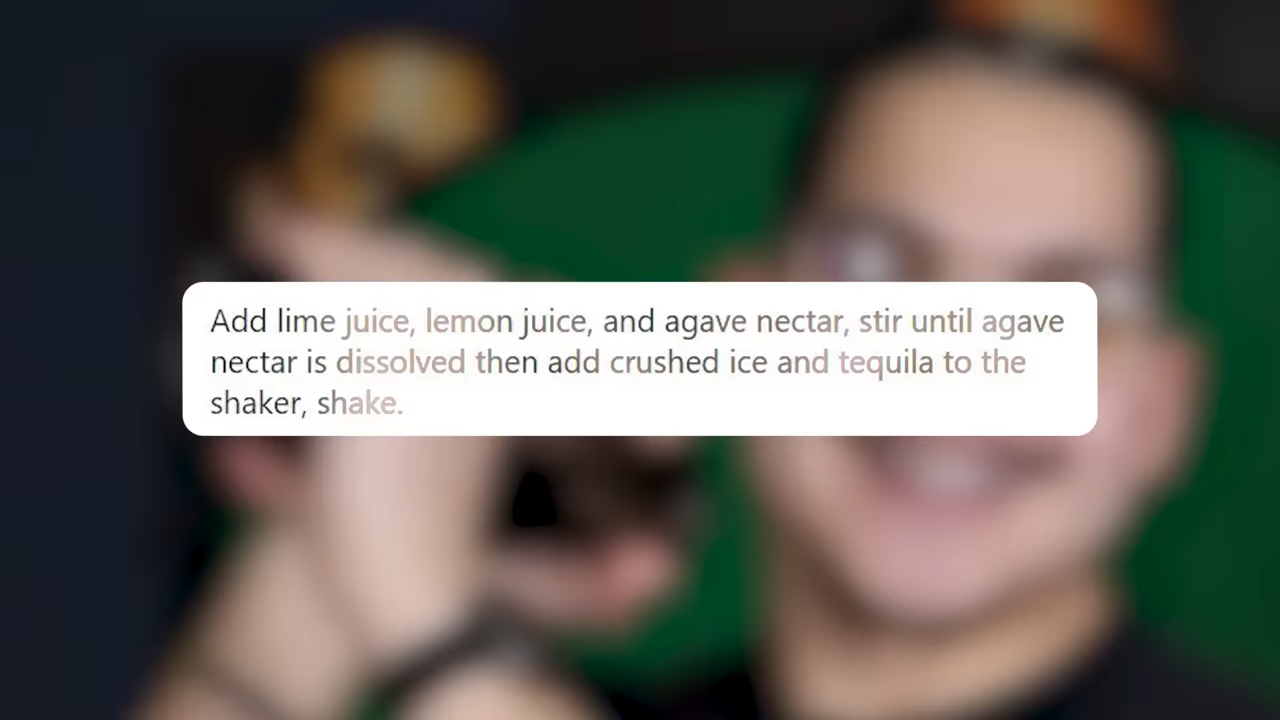 Add lime juice, lemon juice, and agave nectar, stir until agave
nectar is dissolved then add crushed ice and tequila to the
shaker, shake.